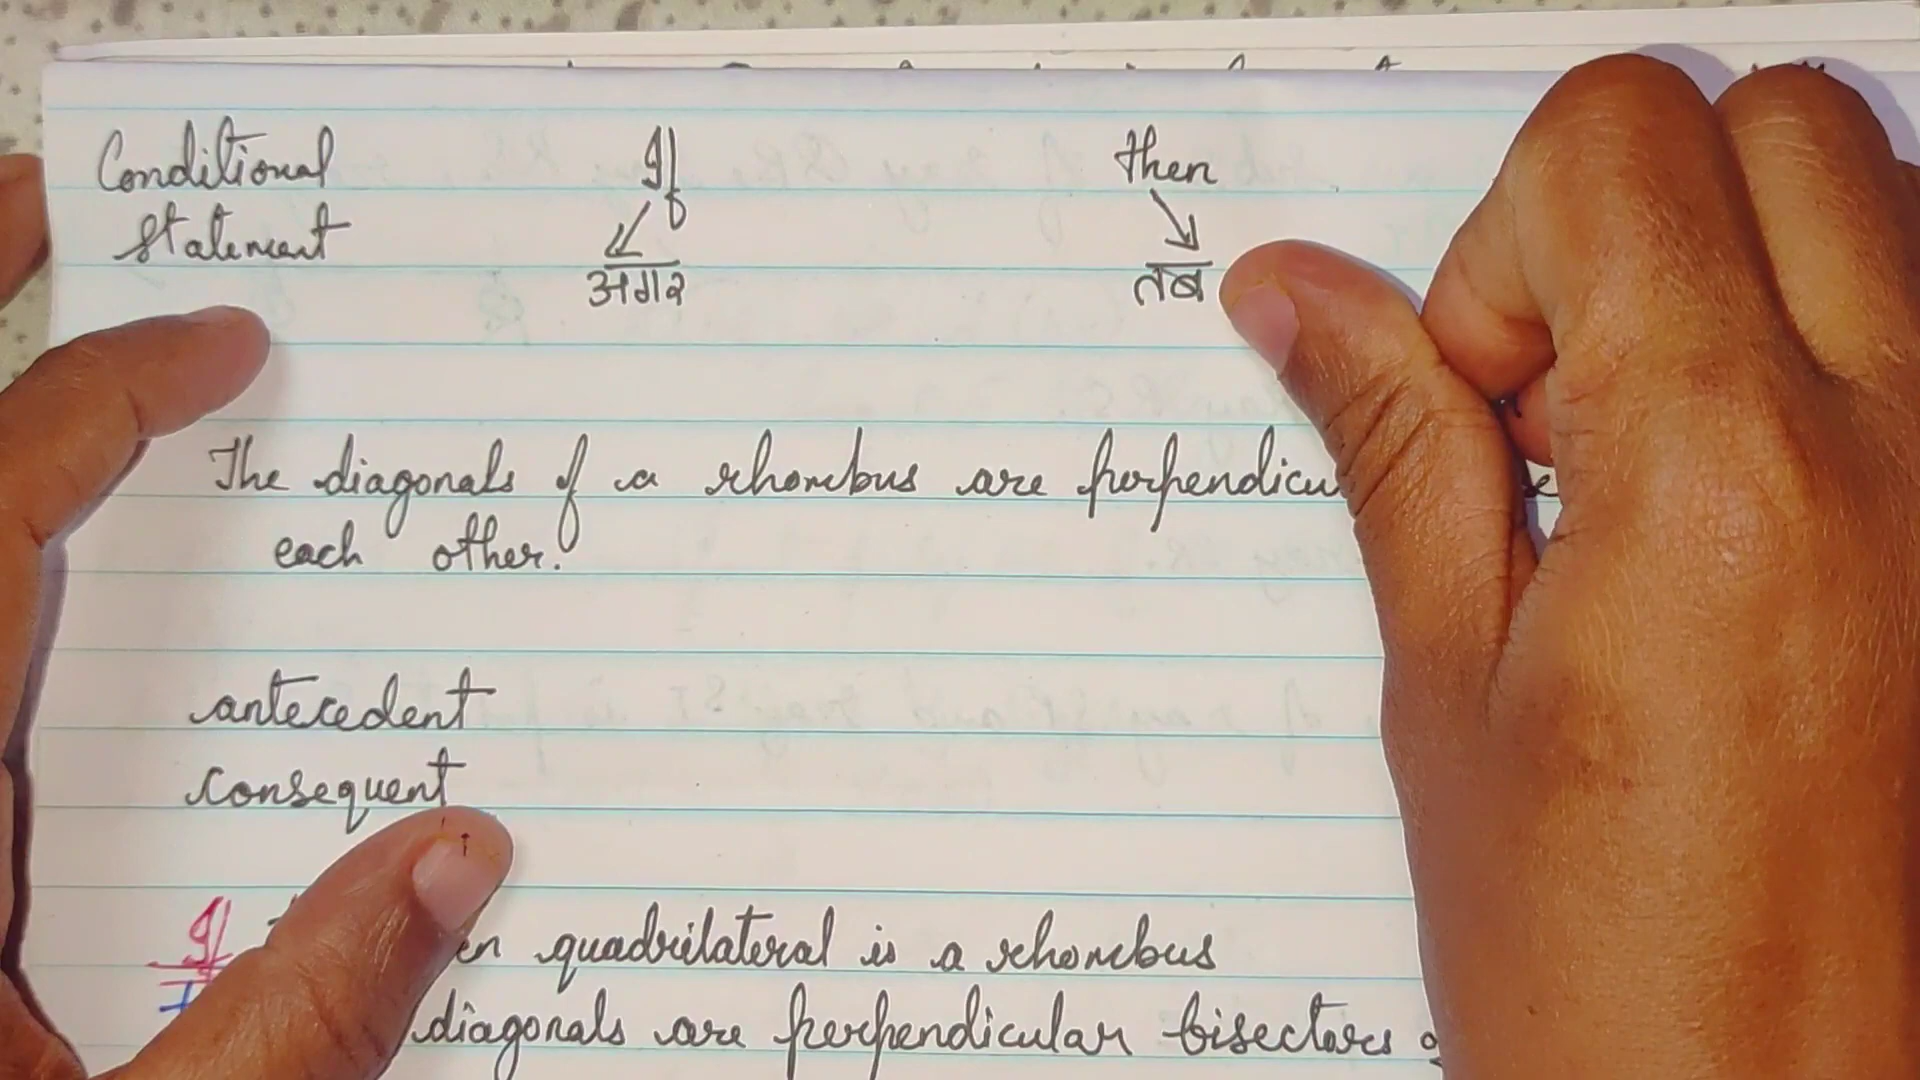 Conditional If then
statement
अगर तब
The diagonals of a rhombus are
each other.
antecedent
consequent
If quadrilateral is a rhombus
diagonals are perpendicular bisectors